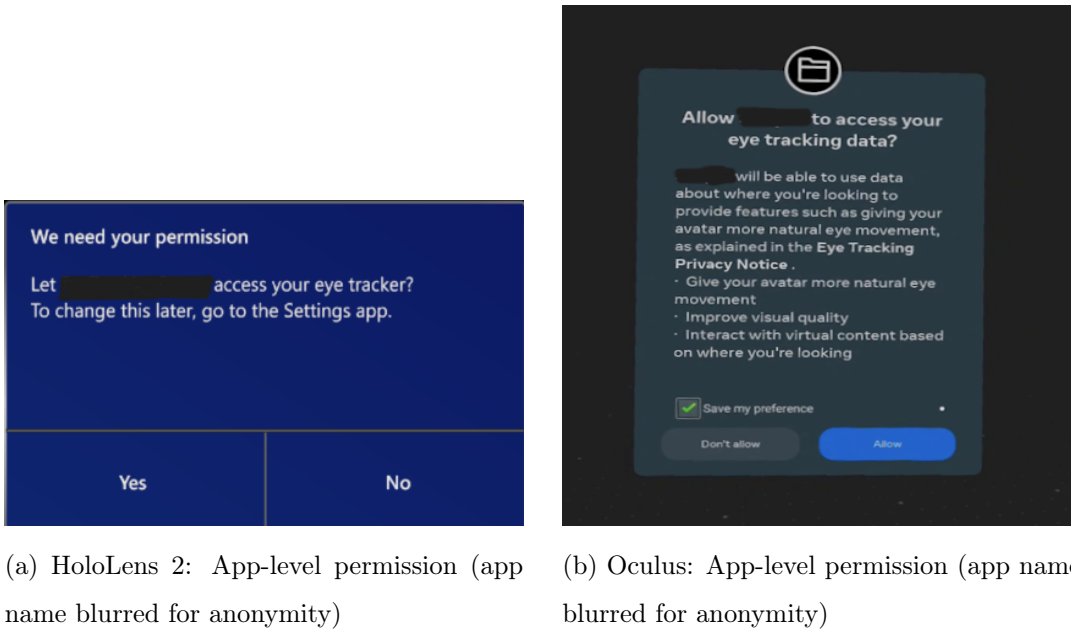 We need your permission
Let access your eye tracker?
To change this later, go to the Settings app.
Yes
No
(a) HoloLens 2: App-level permission (app
name blurred for anonymity)
Allow to access your
eye tracking data?
will be able to use data
about where you're looking to
provide features such as giving your
avatar more natural eye movement,
as explained in the Eye Tracking
Privacy Notice .
· Give your avatar more natural eye
movement
· Improve visual quality
· Interact with virtual content based
on where you're looking
Save my preference
Don't allow
Allow
(b) Oculus: App-level permission (app name
blurred for anonymity)